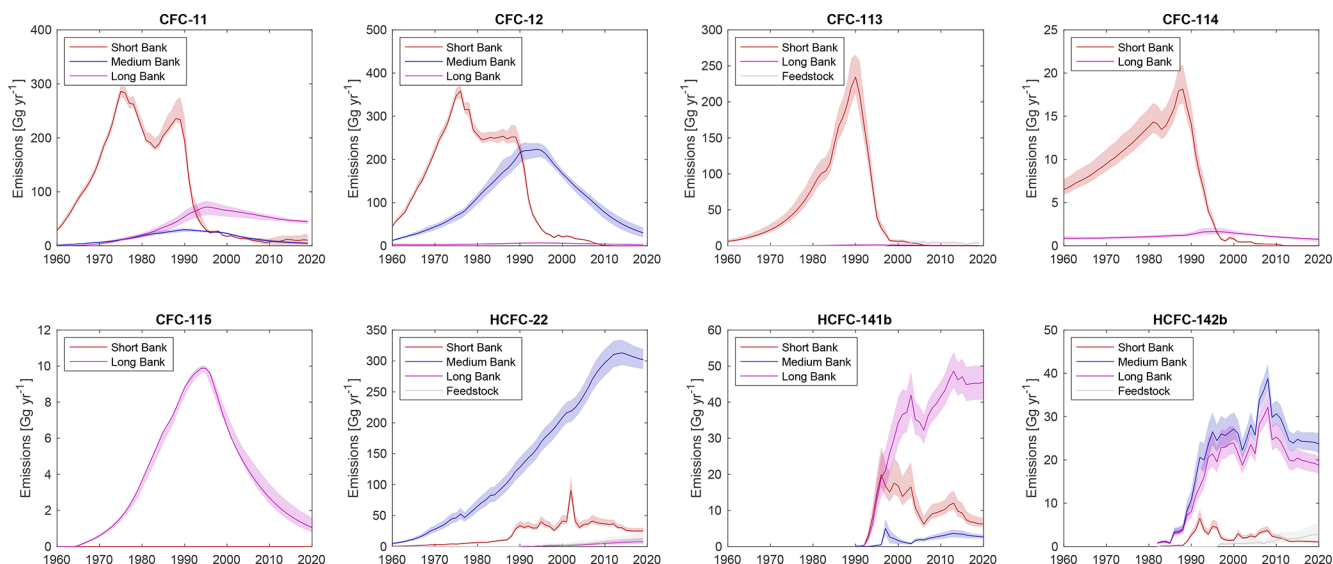 CFC-11
Emissions [Gg yr-1]
400
300
200
100
0
Short Bank
Medium Bank
Long Bank
1960 1970 1980 1990 2000 2010 2020
CFC-12
Emissions [Gg yr-1]
500
400
300
200
100
0
Short Bank
Medium Bank
Long Bank
1960 1970 1980 1990 2000 2010 2020
CFC-113
Emissions [Gg yr-1]
300
250
200
150
100
50
0
Short Bank
Long Bank
Feedstock
1960 1970 1980 1990 2000 2010 2020
CFC-114
Emissions [Gg yr-1]
25
20
15
10
5
0
Short Bank
Long Bank
1960 1970 1980 1990 2000 2010 2020
CFC-115
Emissions [Gg yr-1]
12
10
8
6
4
2
0
Short Bank
Long Bank
1960 1970 1980 1990 2000 2010 2020
HCFC-22
Emissions [Gg yr-1]
350
300
250
200
150
100
50
0
Short Bank
Medium Bank
Long Bank
Feedstock
1960 1970 1980 1990 2000 2010 2020
HCFC-141b
Emissions [Gg yr-1]
60
50
40
30
20
10
0
Short Bank
Medium Bank
Long Bank
1960 1970 1980 1990 2000 2010 2020
HCFC-142b
Emissions [Gg yr-1]
50
40
30
20
10
0
Short Bank
Medium Bank
Long Bank
Feedstock
1960 1970 1980 1990 2000 2010 2020